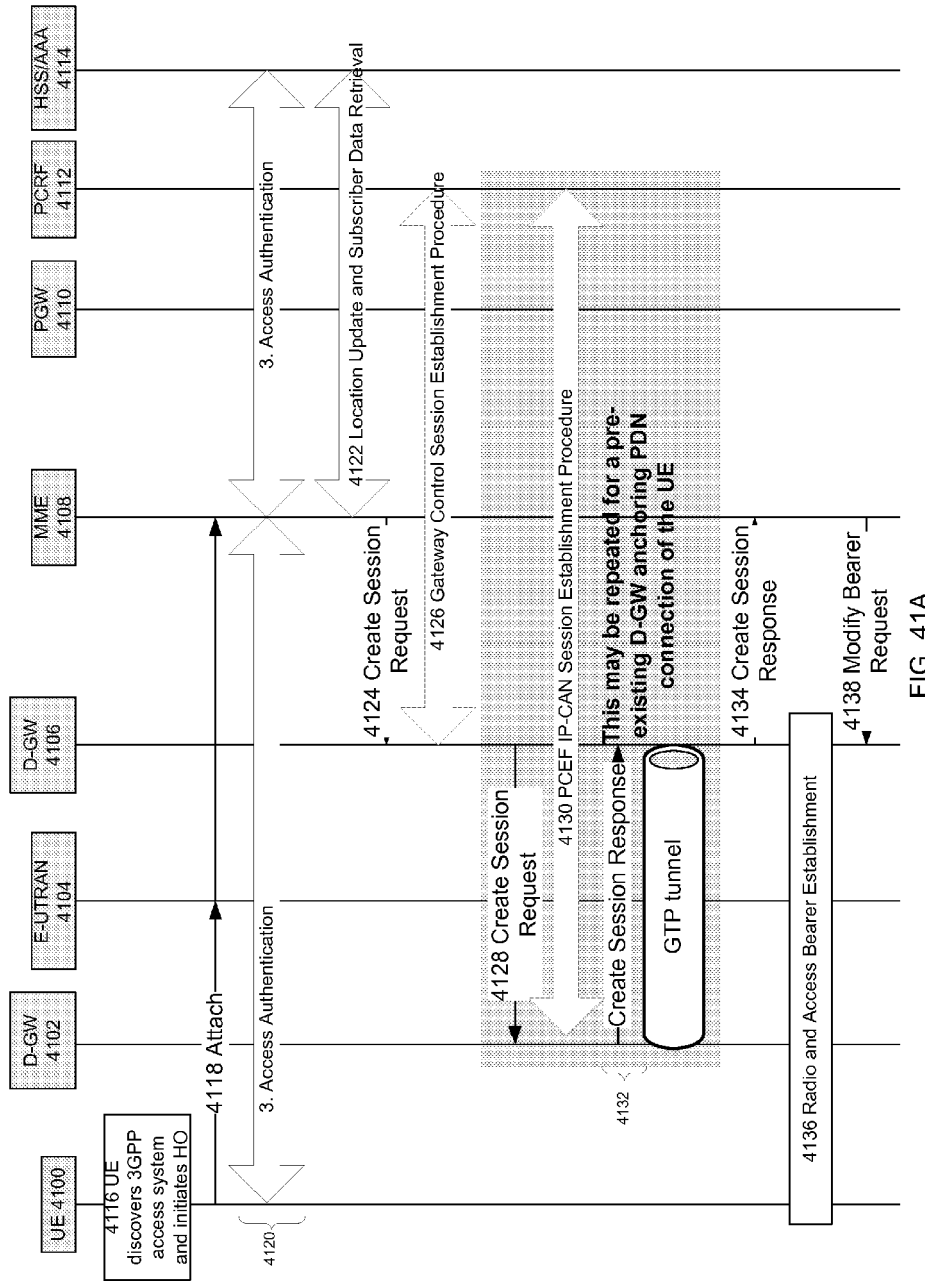 UE 4100
D-GW
4102
E-UTRAN
4104
D-GW
4106
MME
4108
PGW
4110
PCRF
4112
HSS/AAA
4114
4116 UE
discovers 3GPP
access system
and initiates HO
4118 Attach
4120
3. Access Authentication
3. Access Authentication
4122 Location Update and Subscriber Data Retrieval
4124 Create Session
Request
4126 Gateway Control Session Establishment Procedure
4128 Create Session
Request
4130 PCEF IP-CAN Session Establishment Procedure
4132
Create Session Response
This may be repeated for a pre-
existing D-GW anchoring PDN
connection of the UE
GTP tunnel
4134 Create Session
Response
4136 Radio and Access Bearer Establishment
4138 Modify Bearer
Request
FIG. 41A